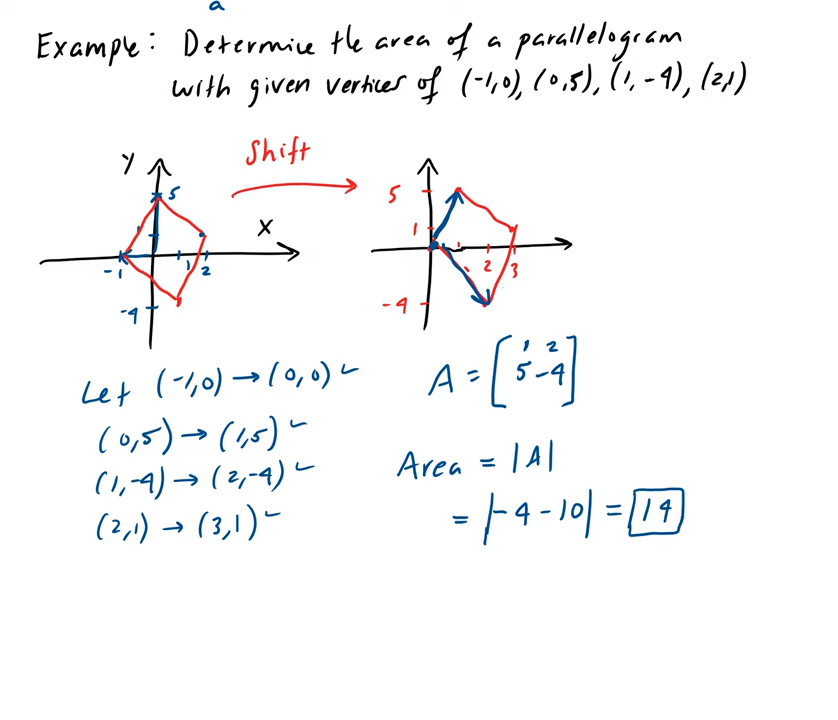 a
Example: Determine the area of a parallelogram
with given vertices of (-1,0), (0,5), (1,-4), (2,1)
Shift
Y
5
X
-1
1 2
-4
5
1
2 3
-4
Let (-1,0) → (0,0) ✓
(0,5) → (1,5) ✓
(1,-4) → (2,-4) ✓
(2,1) → (3,1) ✓
A = [1 2
5 -4]
Area = |A|
= |-4 - 10| = 14